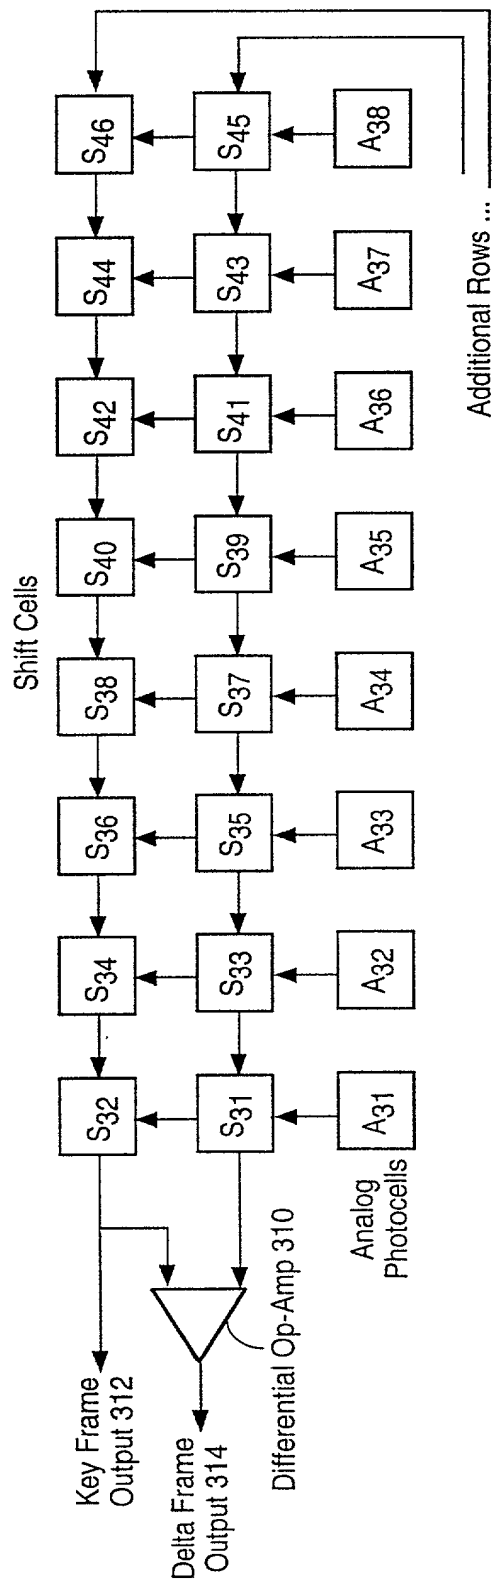 Shift Cells
S32
S34
S36
S38
S40
S42
S44
S46
S31
S33
S35
S37
S39
S41
S43
S45
A31
A32
A33
A34
A35
A36
A37
A38
Key Frame
Output 312
Delta Frame
Output 314
Differential Op-Amp 310
Analog
Photocells
Additional Rows ...